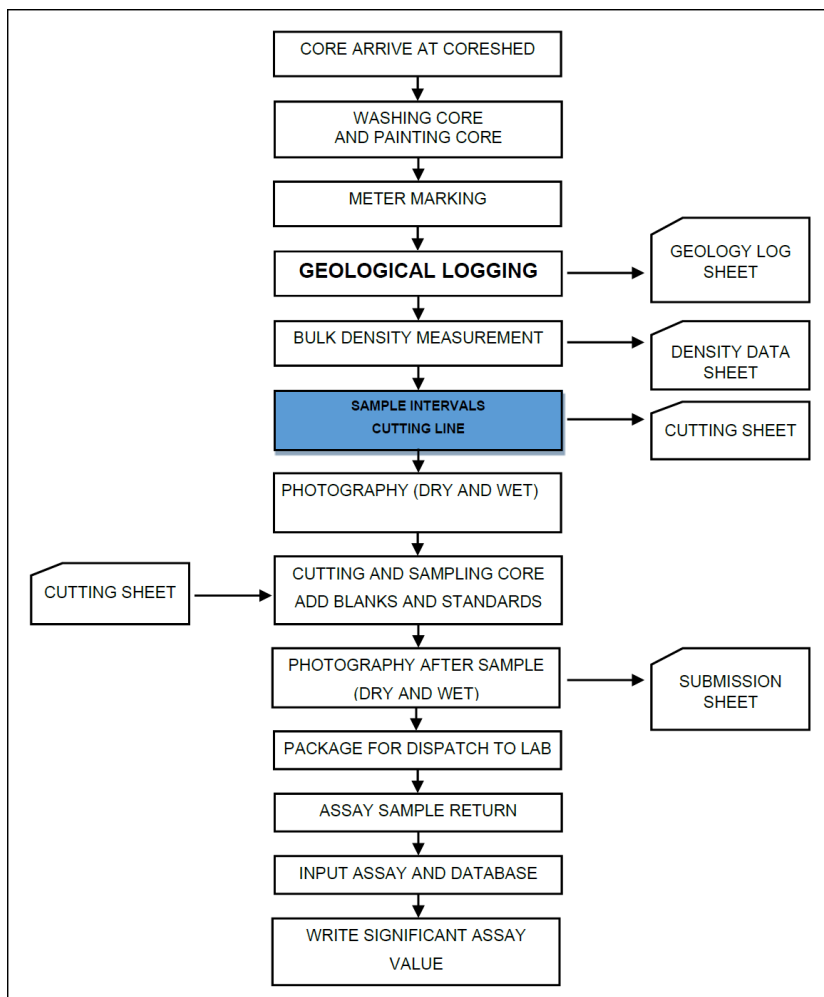 CORE ARRIVE AT CORESHED
WASHING CORE
AND PAINTING CORE
METER MARKING
GEOLOGICAL LOGGING
GEOLOGY LOG
SHEET
BULK DENSITY MEASUREMENT
DENSITY DATA
SHEET
SAMPLE INTERVALS
CUTTING LINE
CUTTING SHEET
PHOTOGRAPHY (DRY AND WET)
CUTTING SHEET
CUTTING AND SAMPLING CORE
ADD BLANKS AND STANDARDS
PHOTOGRAPHY AFTER SAMPLE
(DRY AND WET)
SUBMISSION
SHEET
PACKAGE FOR DISPATCH TO LAB
ASSAY SAMPLE RETURN
INPUT ASSAY AND DATABASE
WRITE SIGNIFICANT ASSAY
VALUE